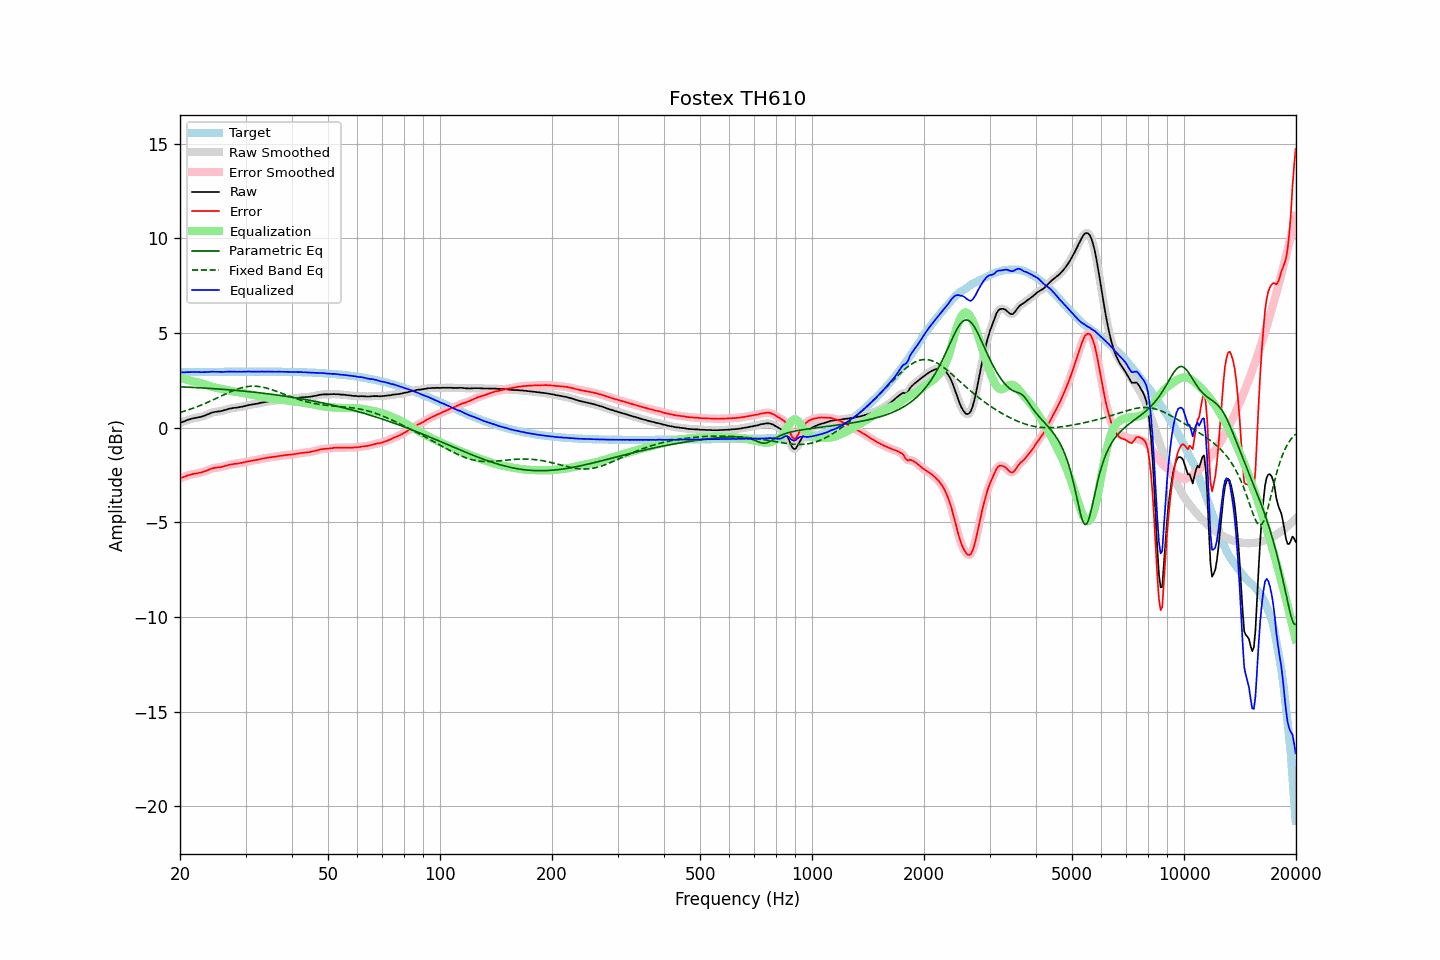 Fostex TH610
Target
Raw Smoothed
Error Smoothed
Raw
Error
Equalization
Parametric Eq
Fixed Band Eq
Equalized
15
10
5
0
−5
−10
−15
−20
Amplitude (dBr)
20
50
100
200
500
1000
2000
5000
10000
20000
Frequency (Hz)